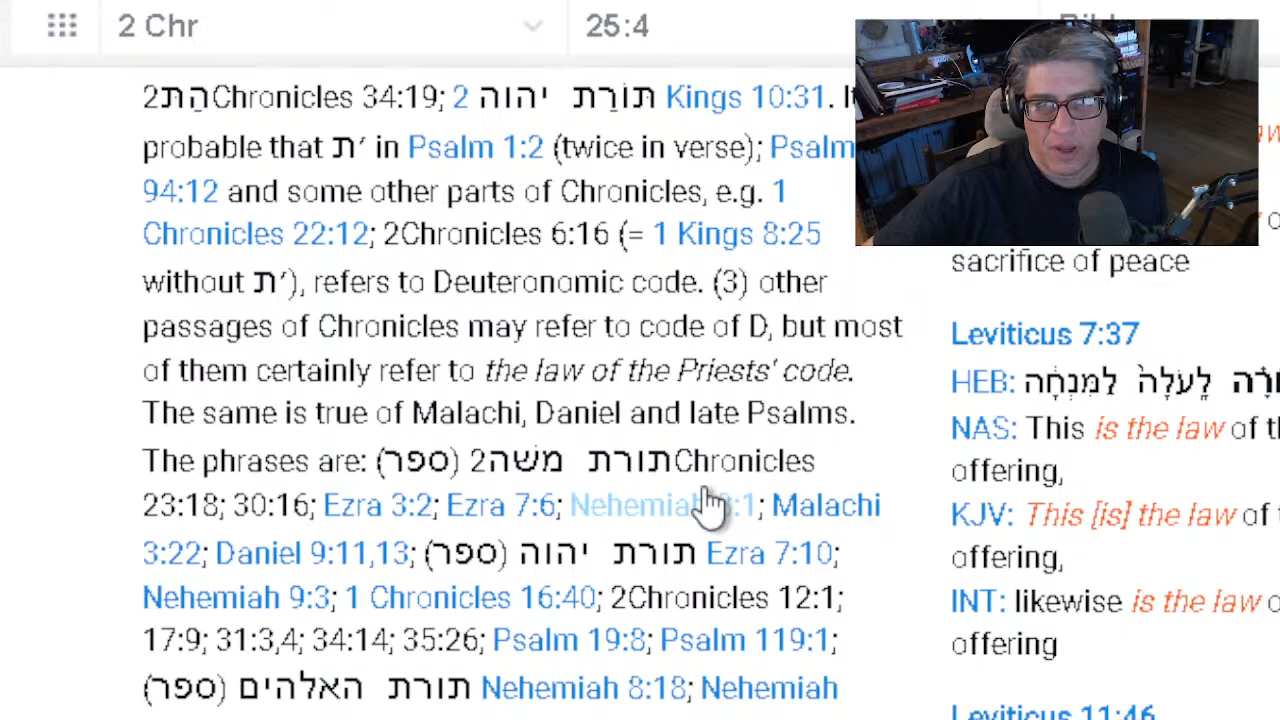 2 Chr
25:4
2הַתּChronicles 34:19; 2 תּוֹרַת יהוה Kings 10:31. It
probable that ת׳ in Psalm 1:2 (twice in verse); Psalm
94:12 and some other parts of Chronicles, e.g. 1
Chronicles 22:12; 2Chronicles 6:16 (= 1 Kings 8:25
without ת׳), refers to Deuteronomic code. (3) other
passages of Chronicles may refer to code of D, but most
of them certainly refer to the law of the Priests' code.
The same is true of Malachi, Daniel and late Psalms.
The phrases are: (ספר) תורת משׁה2Chronicles
23:18; 30:16; Ezra 3:2; Ezra 7:6; Nehemiah :1; Malachi
3:22; Daniel 9:11,13; (ספר) תורת יהוה Ezra 7:10;
Nehemiah 9:3; 1 Chronicles 16:40; 2Chronicles 12:1;
17:9; 31:3,4; 34:14; 35:26; Psalm 19:8; Psalm 119:1;
(ספר) תורת האלהים Nehemiah 8:18; Nehemiah
sacrifice of peace
Leviticus 7:37
HEB: לָֽעֹלָה֙ לַמִּנְחָ֔ה
NAS: This is the law of
offering,
KJV: This [is] the law of
offering,
INT: likewise is the law
offering
Leviticus 11:46